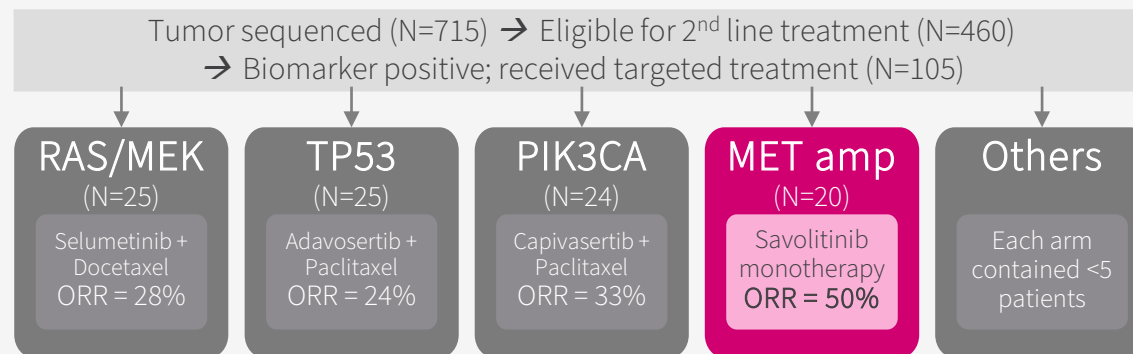 Tumor sequenced (N=715) → Eligible for 2nd line treatment (N=460)
→ Biomarker positive; received targeted treatment (N=105)
RAS/MEK
(N=25)
Selumetinib +
Docetaxel
ORR = 28%
TP53
(N=25)
Adavosertib +
Paclitaxel
ORR = 24%
PIK3CA
(N=24)
Capivasertib +
Paclitaxel
ORR = 33%
MET amp
(N=20)
Savolitinib
monotherapy
ORR = 50%
Others
Each arm
contained <5
patients